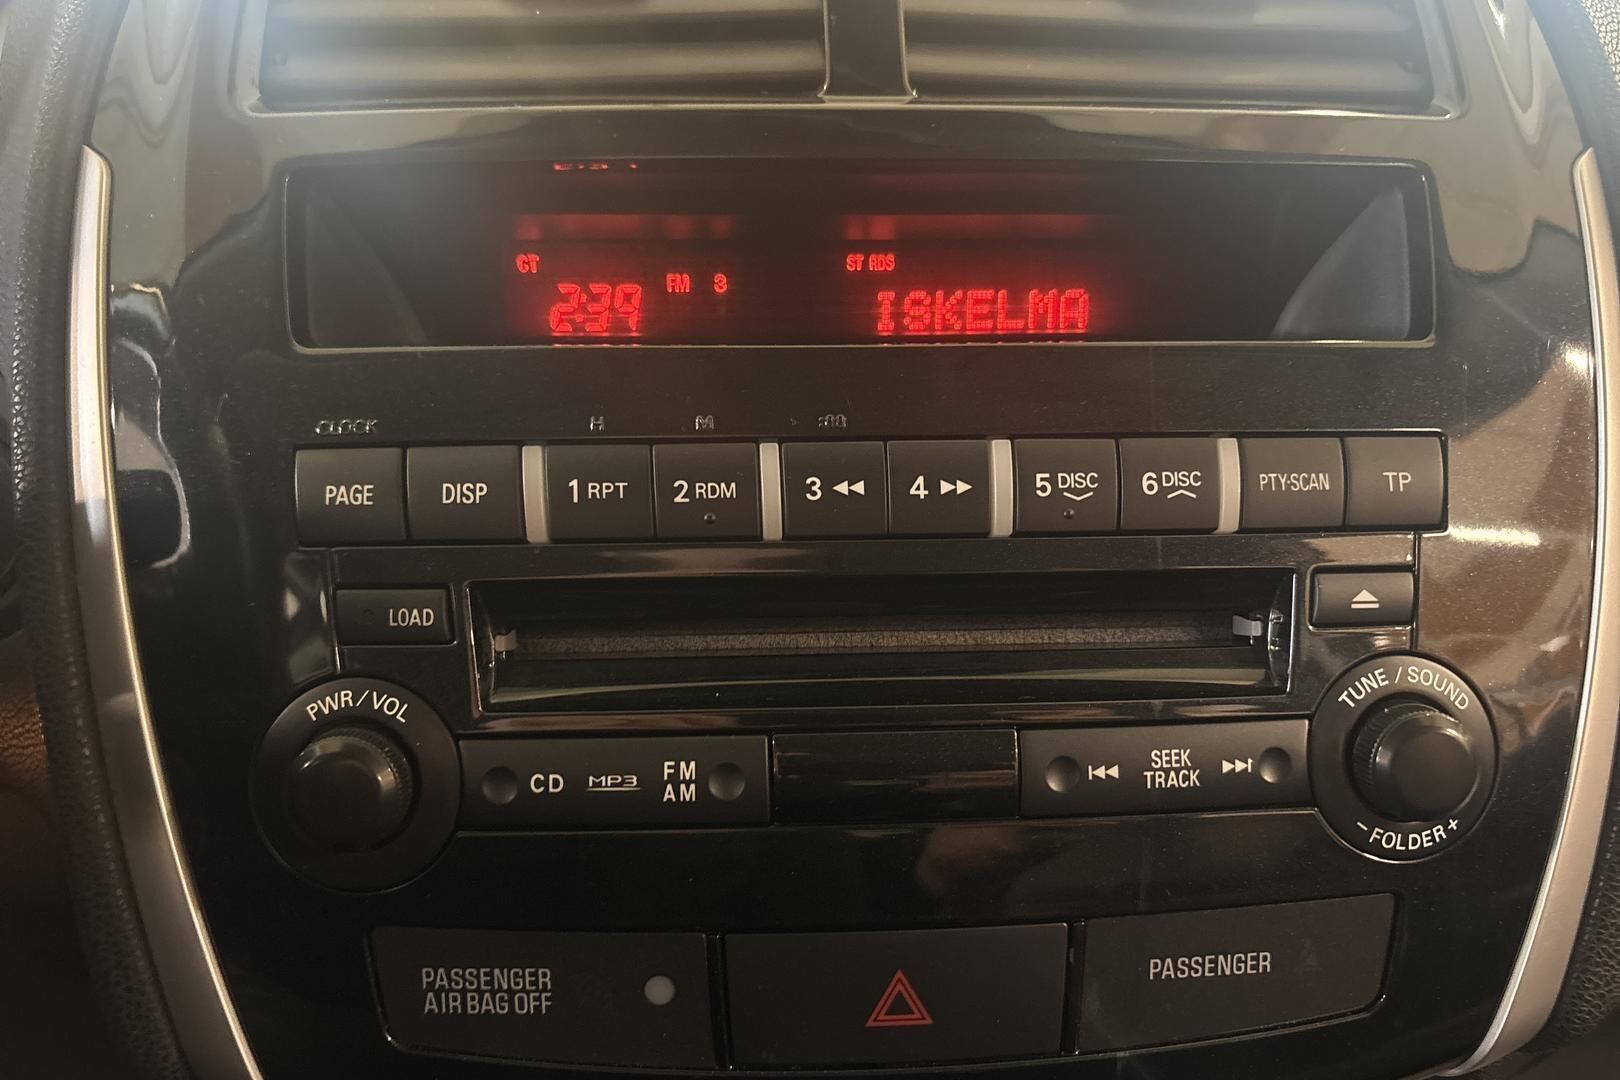 CT
2:39 FM 3
ST RDS
ISKELMA
CLOCK H M :00
PAGE DISP 1 RPT 2 RDM 3 4 5 DISC 6 DISC PTY·SCAN TP
LOAD
PWR/VOL
TUNE / SOUND
CD MP3 FM AM
SEEK TRACK
– FOLDER +
PASSENGER
AIR BAG OFF
PASSENGER